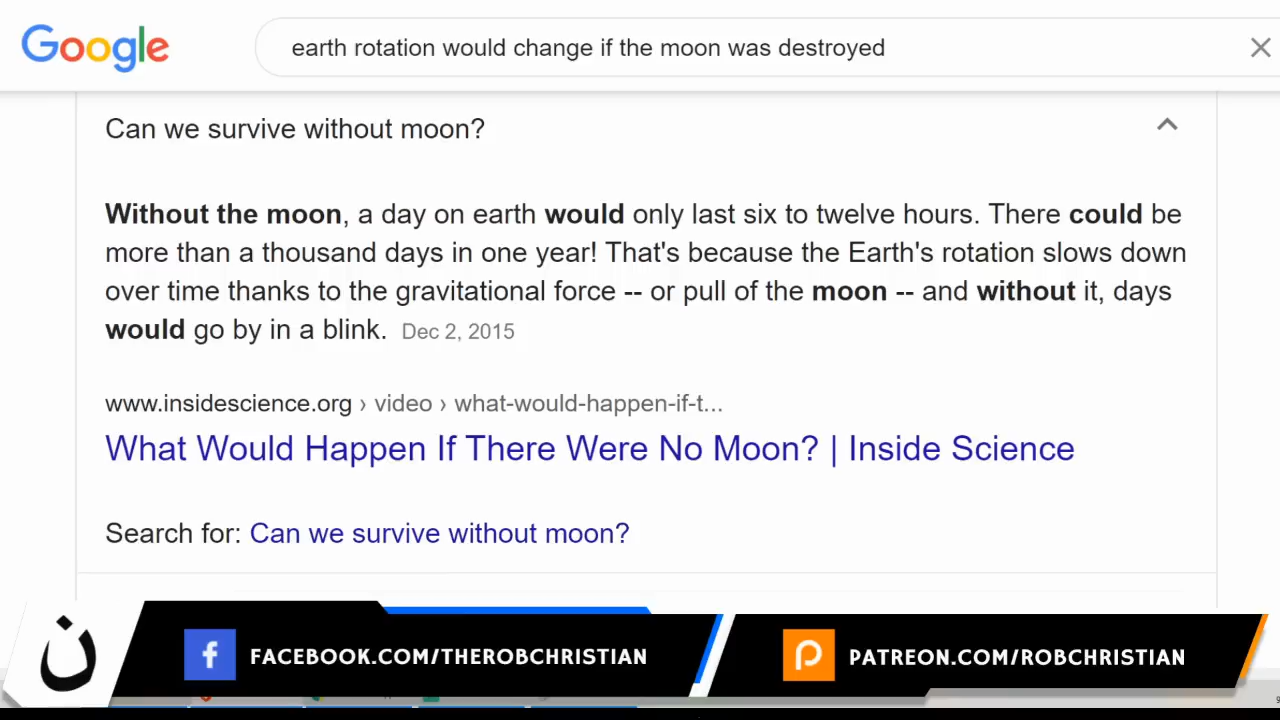 Google
earth rotation would change if the moon was destroyed
Can we survive without moon?
Without the moon, a day on earth would only last six to twelve hours. There could be
more than a thousand days in one year! That's because the Earth's rotation slows down
over time thanks to the gravitational force -- or pull of the moon -- and without it, days
would go by in a blink. Dec 2, 2015
www.insidescience.org › video › what-would-happen-if-t...
What Would Happen If There Were No Moon? | Inside Science
Search for: Can we survive without moon?
ن
FACEBOOK.COM/THEROBCHRISTIAN
PATREON.COM/ROBCHRISTIAN